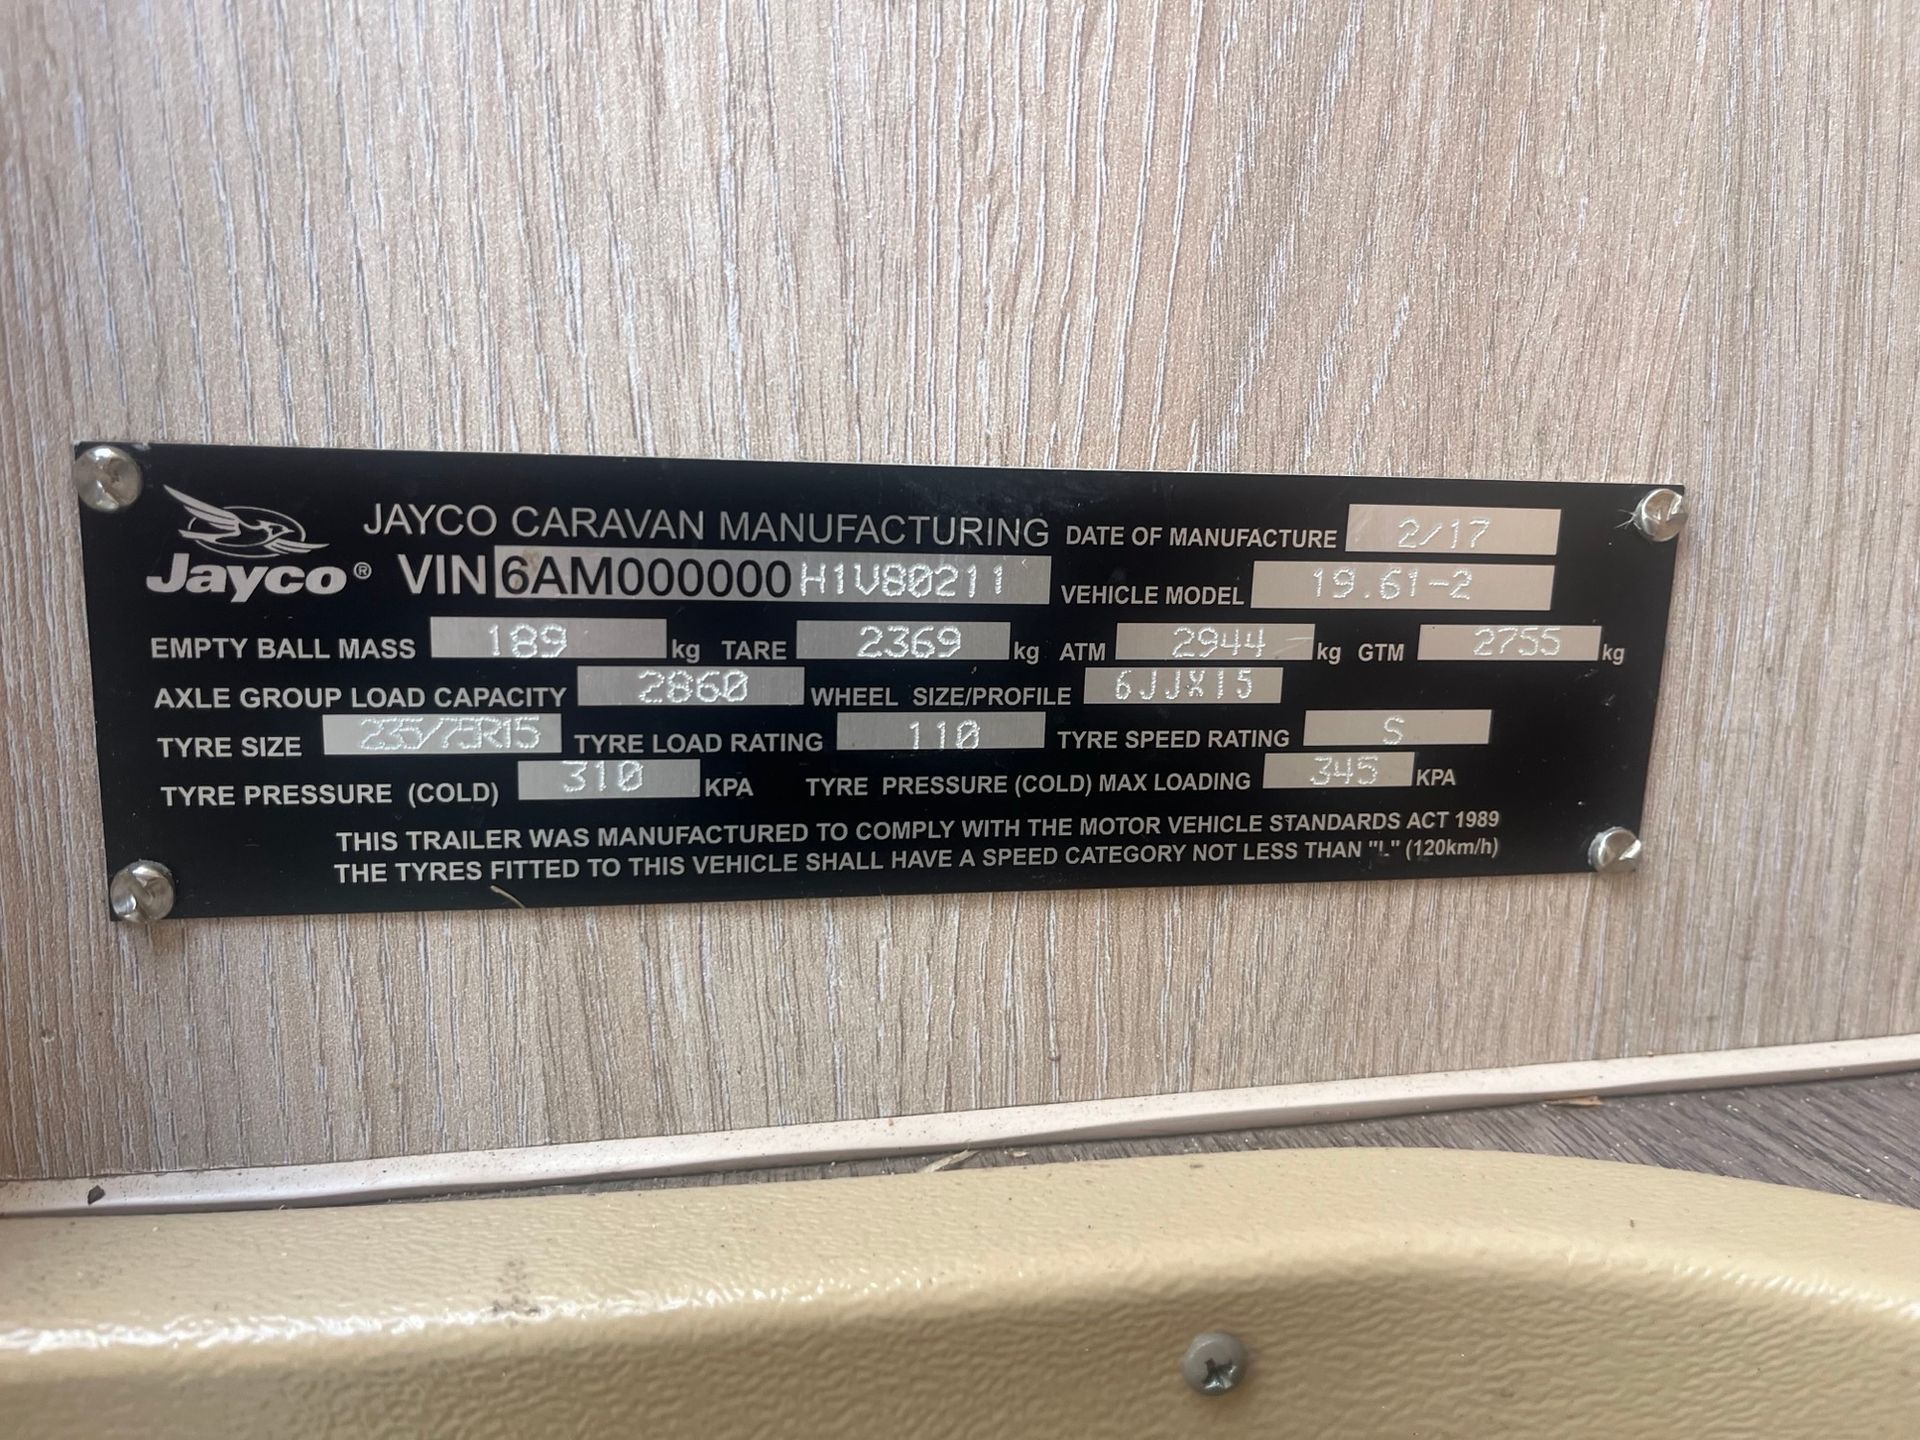 Jayco® JAYCO CARAVAN MANUFACTURING DATE OF MANUFACTURE 2/17
VIN 6AM000000H1V80211 VEHICLE MODEL 19.61-2
EMPTY BALL MASS 189 kg TARE 2369 kg ATM 2944 kg GTM 2755 kg
AXLE GROUP LOAD CAPACITY 2860 WHEEL SIZE/PROFILE 6JJX15
TYRE SIZE 235/75R15 TYRE LOAD RATING 110 TYRE SPEED RATING S
TYRE PRESSURE (COLD) 310 KPA TYRE PRESSURE (COLD) MAX LOADING 345 KPA
THIS TRAILER WAS MANUFACTURED TO COMPLY WITH THE MOTOR VEHICLE STANDARDS ACT 1989
THE TYRES FITTED TO THIS VEHICLE SHALL HAVE A SPEED CATEGORY NOT LESS THAN "L" (120km/h)